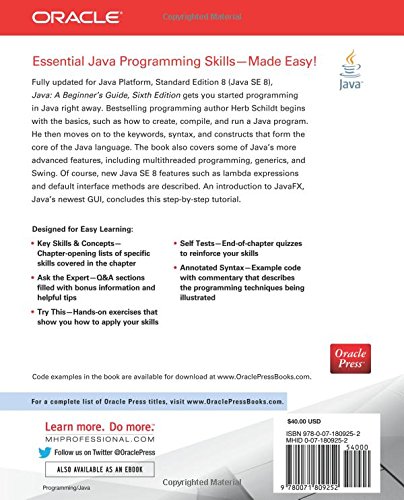 ORACLE®
Copyrighted Material
Essential Java Programming Skills—Made Easy!
Java™
Fully updated for Java Platform, Standard Edition 8 (Java SE 8),
Java: A Beginner's Guide, Sixth Edition gets you started programming
in Java right away. Bestselling programming author Herb Schildt begins
with the basics, such as how to create, compile, and run a Java program.
He then moves on to the keywords, syntax, and constructs that form the
core of the Java language. The book also covers some of Java's more
advanced features, including multithreaded programming, generics, and
Swing. Of course, new Java SE 8 features such as lambda expressions
and default interface methods are described. An introduction to JavaFX,
Java's newest GUI, concludes this step-by-step tutorial.
Designed for Easy Learning:
• Key Skills & Concepts—
Chapter-opening lists of specific
skills covered in the chapter
• Ask the Expert—Q&A sections
filled with bonus information and
helpful tips
• Try This—Hands-on exercises that
show you how to apply your skills
• Self Tests—End-of-chapter quizzes
to reinforce your skills
• Annotated Syntax—Example code
with commentary that describes
the programming techniques being
illustrated
Oracle
Press™
Code examples in the book are available for download at www.OraclePressBooks.com.
For a complete list of Oracle Press titles, visit www.OraclePressBooks.com.
Learn more. Do more.™
MHPROFESSIONAL.COM
Follow us on Twitter @OraclePress
ALSO AVAILABLE AS AN EBOOK
Programming/Java
$40.00 USD
ISBN 978-0-07-180925-2
MHID 0-07-180925-2
54000
9 780071 809252
Copyrighted Material